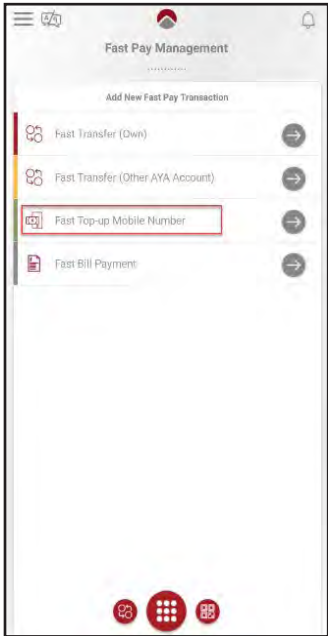 Fast Pay Management
Add New Fast Pay Transaction
Fast Transfer (Own)
Fast Transfer (Other AYA Account)
Fast Top-up Mobile Number
Fast Bill Payment